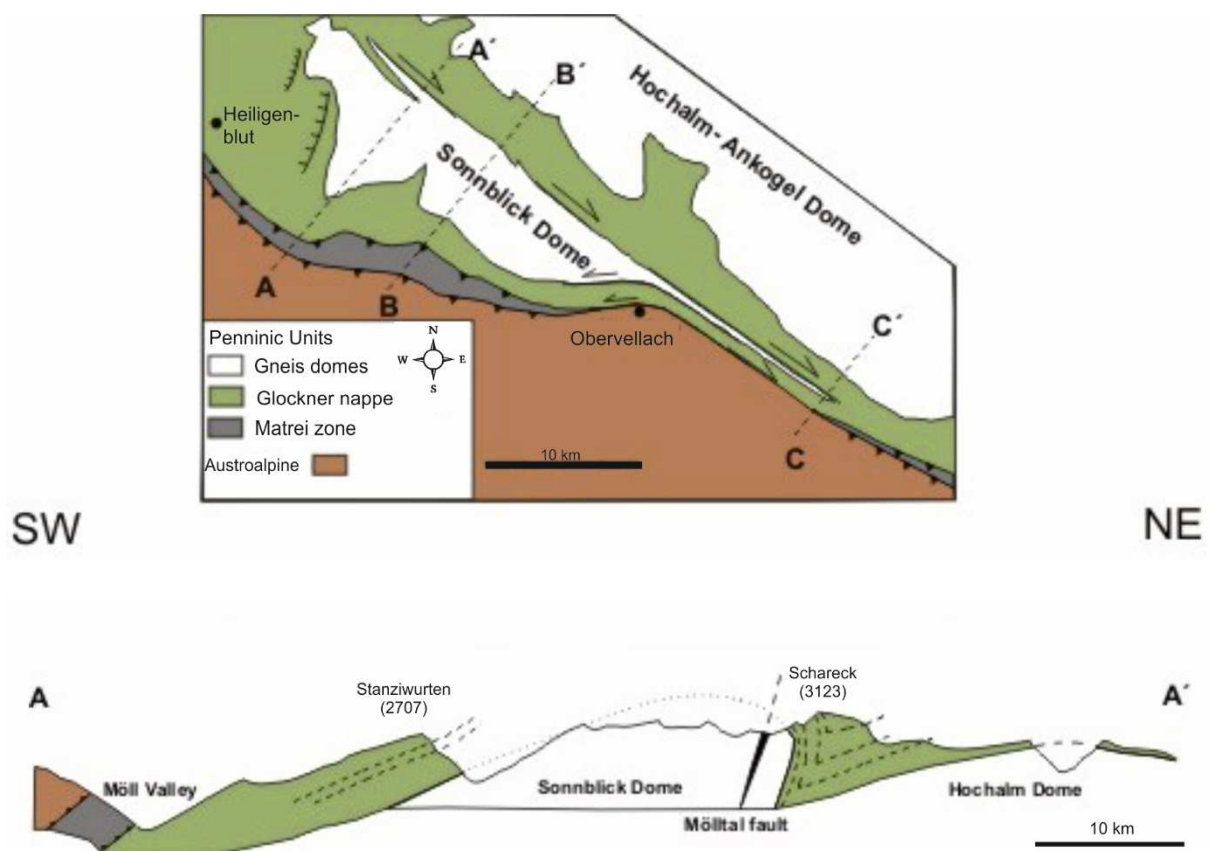 A´
B´
Hochalm-Ankogel Dome
Heiligen-
blut
Sonnblick Dome
A
B
C´
Obervellach
C
Penninic Units
N
W E
S
Gneis domes
Glockner nappe
Matrei zone
Austroalpine
10 km
SW
NE
A
Stanziwurten
(2707)
Schareck
(3123)
A´
Möll Valley
Sonnblick Dome
Hochalm Dome
Mölltal fault
10 km